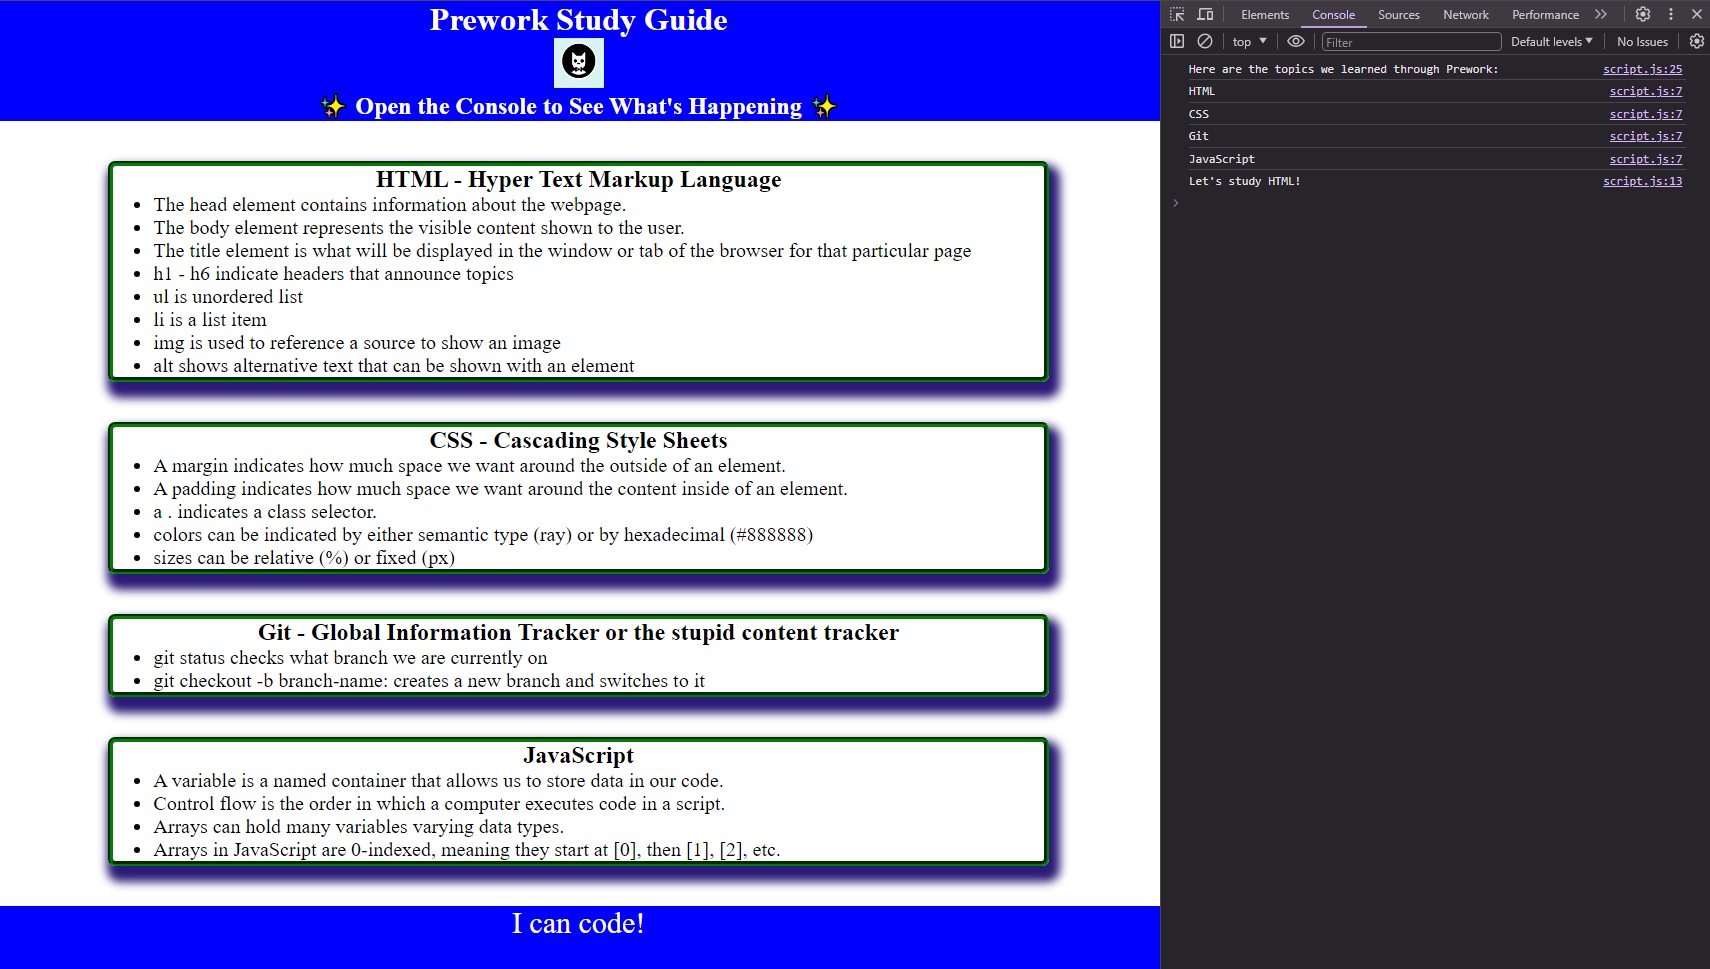 Prework Study Guide
✨ Open the Console to See What's Happening ✨
HTML - Hyper Text Markup Language
• The head element contains information about the webpage.
• The body element represents the visible content shown to the user.
• The title element is what will be displayed in the window or tab of the browser for that particular page
• h1 - h6 indicate headers that announce topics
• ul is unordered list
• li is a list item
• img is used to reference a source to show an image
• alt shows alternative text that can be shown with an element
CSS - Cascading Style Sheets
• A margin indicates how much space we want around the outside of an element.
• A padding indicates how much space we want around the content inside of an element.
• a . indicates a class selector.
• colors can be indicated by either semantic type (ray) or by hexadecimal (#888888)
• sizes can be relative (%) or fixed (px)
Git - Global Information Tracker or the stupid content tracker
• git status checks what branch we are currently on
• git checkout -b branch-name: creates a new branch and switches to it
JavaScript
• A variable is a named container that allows us to store data in our code.
• Control flow is the order in which a computer executes code in a script.
• Arrays can hold many variables varying data types.
• Arrays in JavaScript are 0-indexed, meaning they start at [0], then [1], [2], etc.
I can code!
Elements Console Sources Network Performance
top Filter Default levels No Issues
Here are the topics we learned through Prework: script.js:25
HTML script.js:7
CSS script.js:7
Git script.js:7
JavaScript script.js:7
Let's study HTML! script.js:13